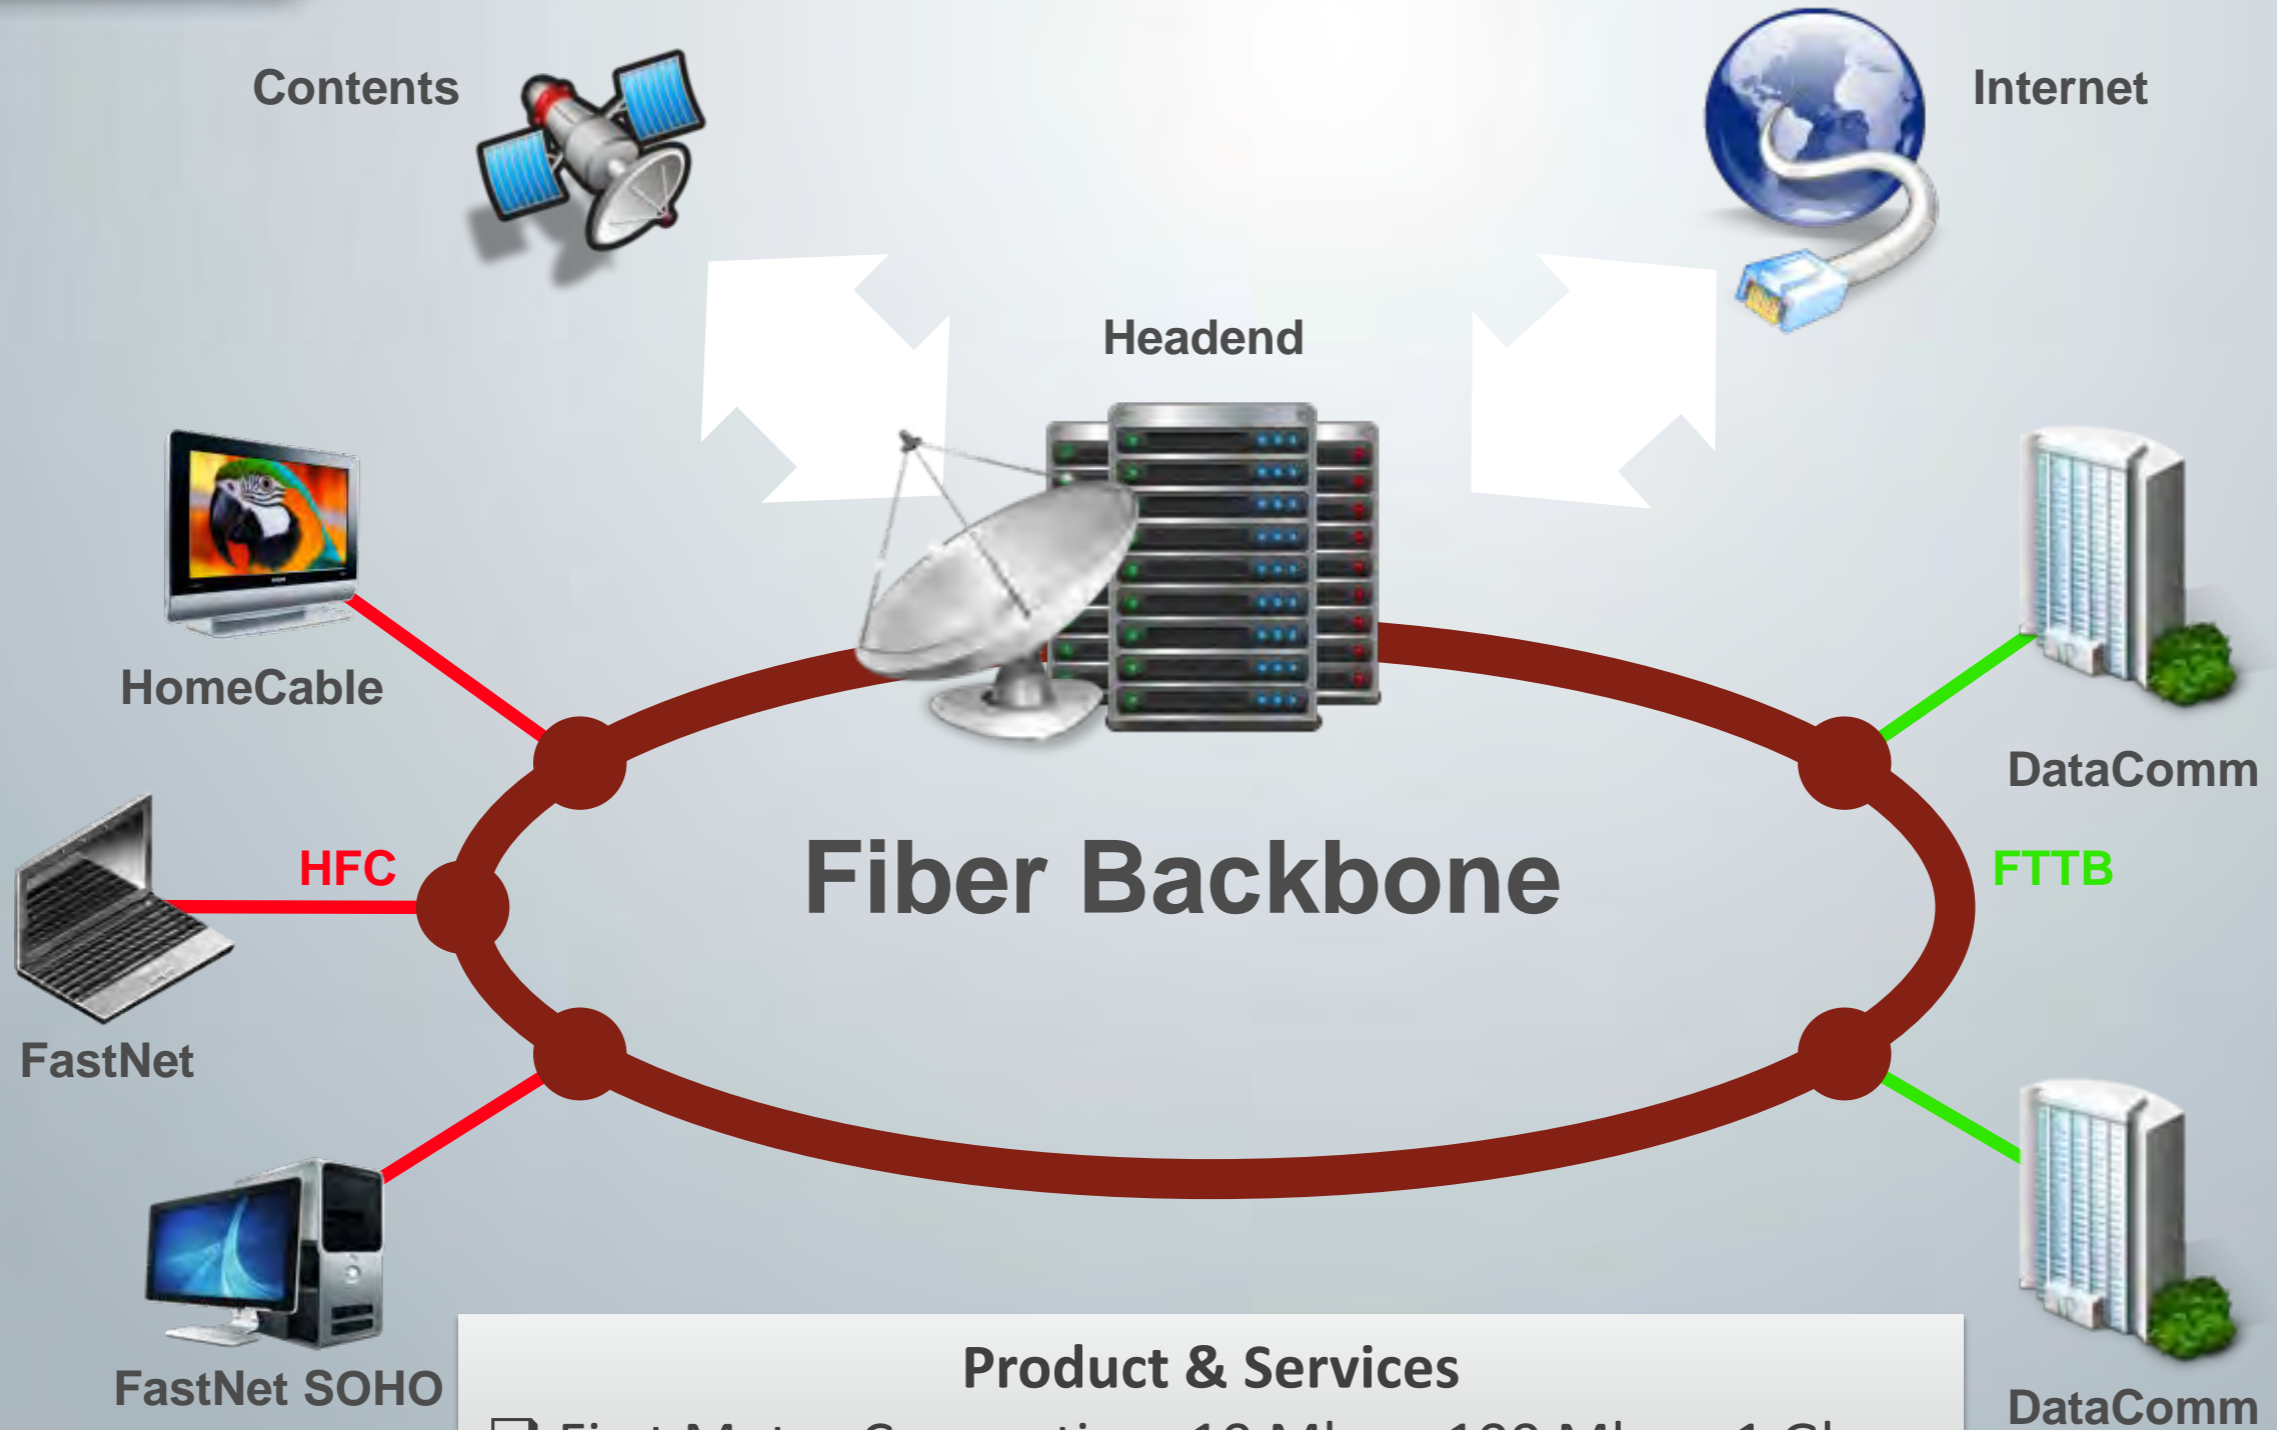 Contents
Internet
Headend
HomeCable
DataComm
HFC
Fiber Backbone
FTTB
FastNet
FastNet SOHO
Product & Services
DataComm